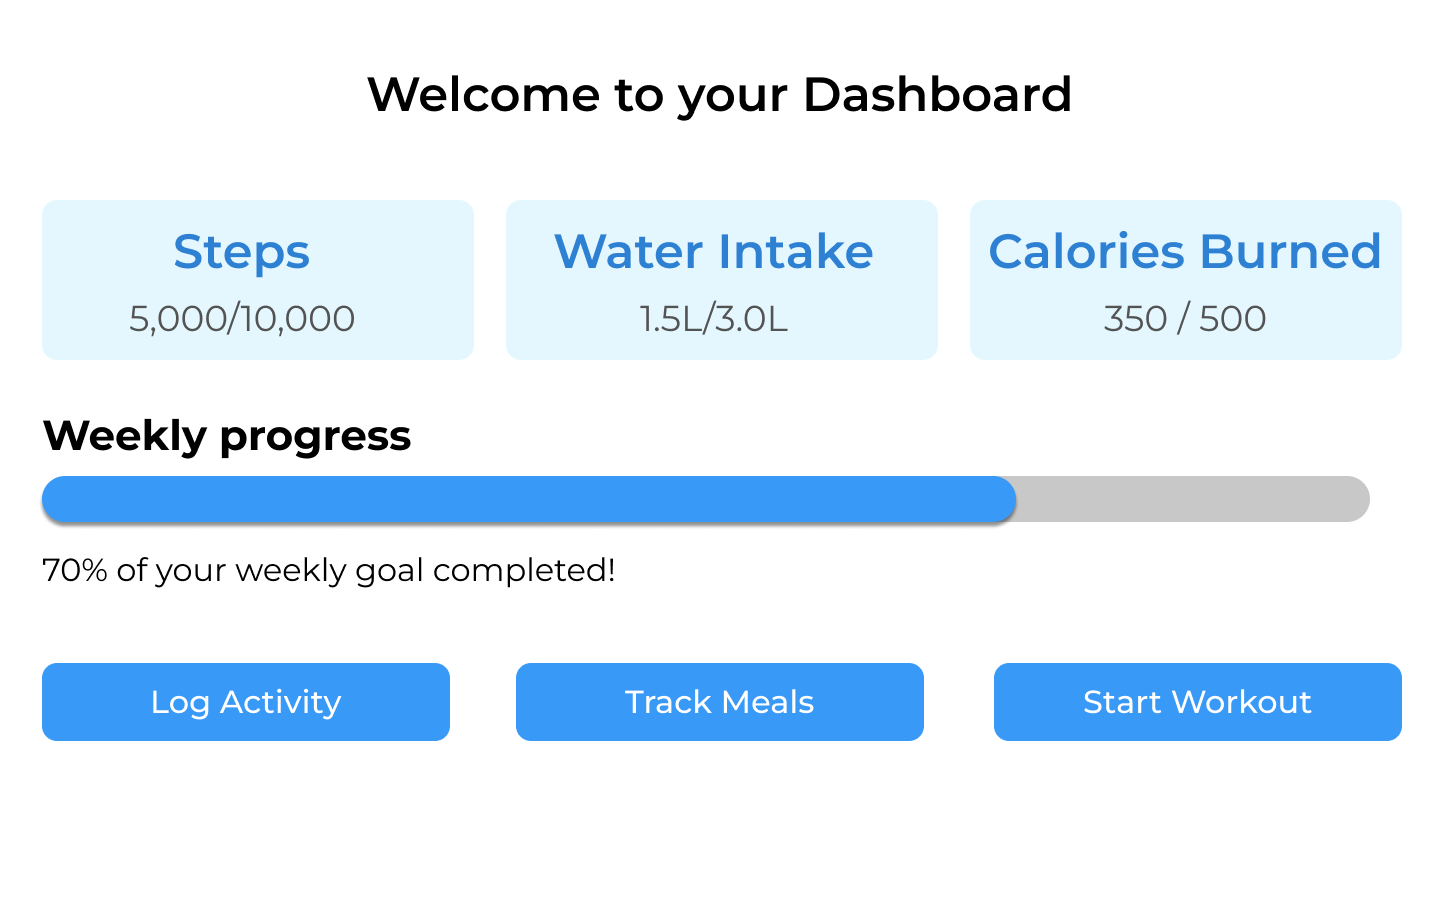 Welcome to your Dashboard
Steps
5,000/10,000
Water Intake
1.5L/3.0L
Calories Burned
350 / 500
Weekly progress
70% of your weekly goal completed!
Log Activity
Track Meals
Start Workout